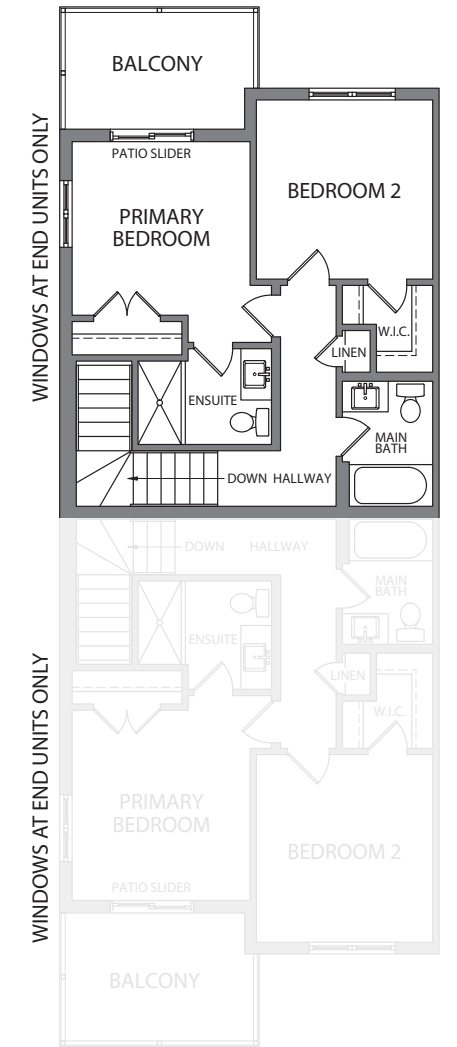 BALCONY
WINDOWS AT END UNITS ONLY
PATIO SLIDER
BEDROOM 2
PRIMARY
BEDROOM
W.I.C.
LINEN
ENSUITE
MAIN
BATH
DOWN HALLWAY
DOWN HALLWAY
MAIN
BATH
ENSUITE
LINEN
W.I.C.
WINDOWS AT END UNITS ONLY
PRIMARY
BEDROOM
BEDROOM 2
PATIO SLIDER
BALCONY